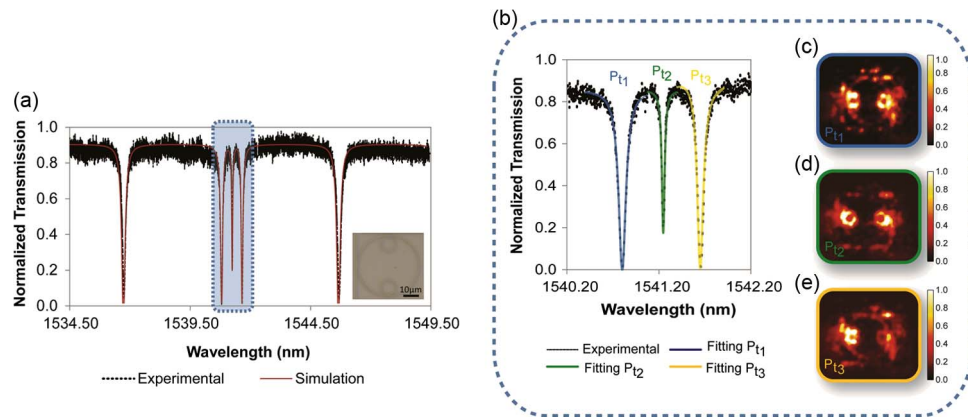 (a)
Normalized Transmission
1.0
0.8
0.6
0.4
0.2
0.0
1534.50 1539.50 1544.50 1549.50
Wavelength (nm)
10µm
Experimental Simulation
(b)
Normalized Transmission
1.0
0.8
0.6
0.4
0.2
0.0
Pt1 Pt2 Pt3
1540.20 1541.20 1542.20
Wavelength (nm)
Experimental Fitting Pt1
Fitting Pt2 Fitting Pt3
(c)
Pt1
1.0
0.8
0.6
0.4
0.2
0
(d)
Pt2
1.0
0.8
0.6
0.4
0.2
0
(e)
Pt3
1.0
0.8
0.6
0.4
0.2
0